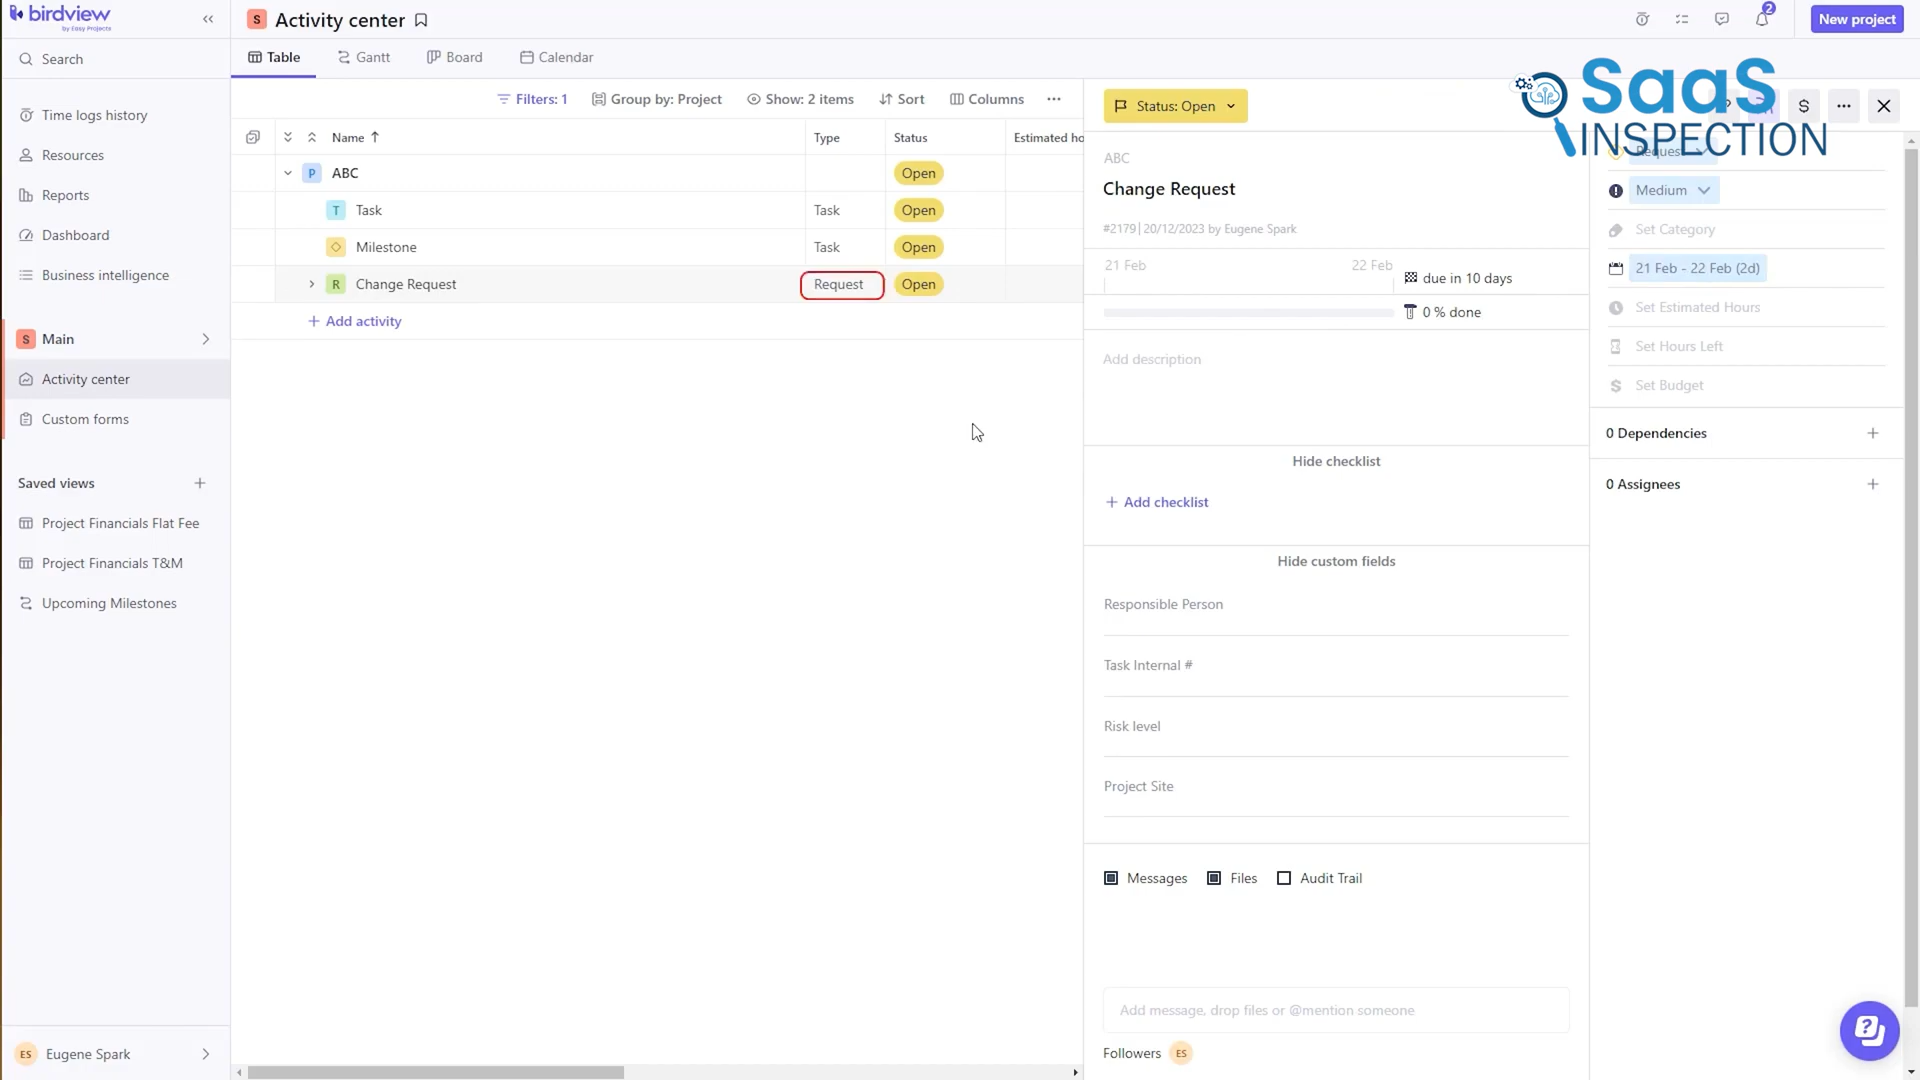 birdview
by Easy Projects
S Activity center
2
New project
Search
Table
Gantt
Board
Calendar
Time logs history
Resources
Reports
Dashboard
Business intelligence
S Main
Activity center
Custom forms
Saved views
Project Financials Flat Fee
Project Financials T&M
Upcoming Milestones
ES Eugene Spark
Filters: 1
Group by: Project
Show: 2 items
Sort
Columns
Name
Type
Status
Estimated ho
P ABC
Open
T Task
Task
Open
Milestone
Task
Open
R Change Request
Request
Open
+ Add activity
Status: Open
SaaS
INSPECTION
ABC
Change Request
#2179 | 20/12/2023 by Eugene Spark
21 Feb
22 Feb
due in 10 days
0 % done
Add description
Hide checklist
+ Add checklist
Hide custom fields
Responsible Person
Task Internal #
Risk level
Project Site
Messages
Files
Audit Trail
Add message, drop files or @mention someone
Followers ES
Request
Medium
Set Category
21 Feb - 22 Feb (2d)
Set Estimated Hours
Set Hours Left
Set Budget
0 Dependencies
0 Assignees